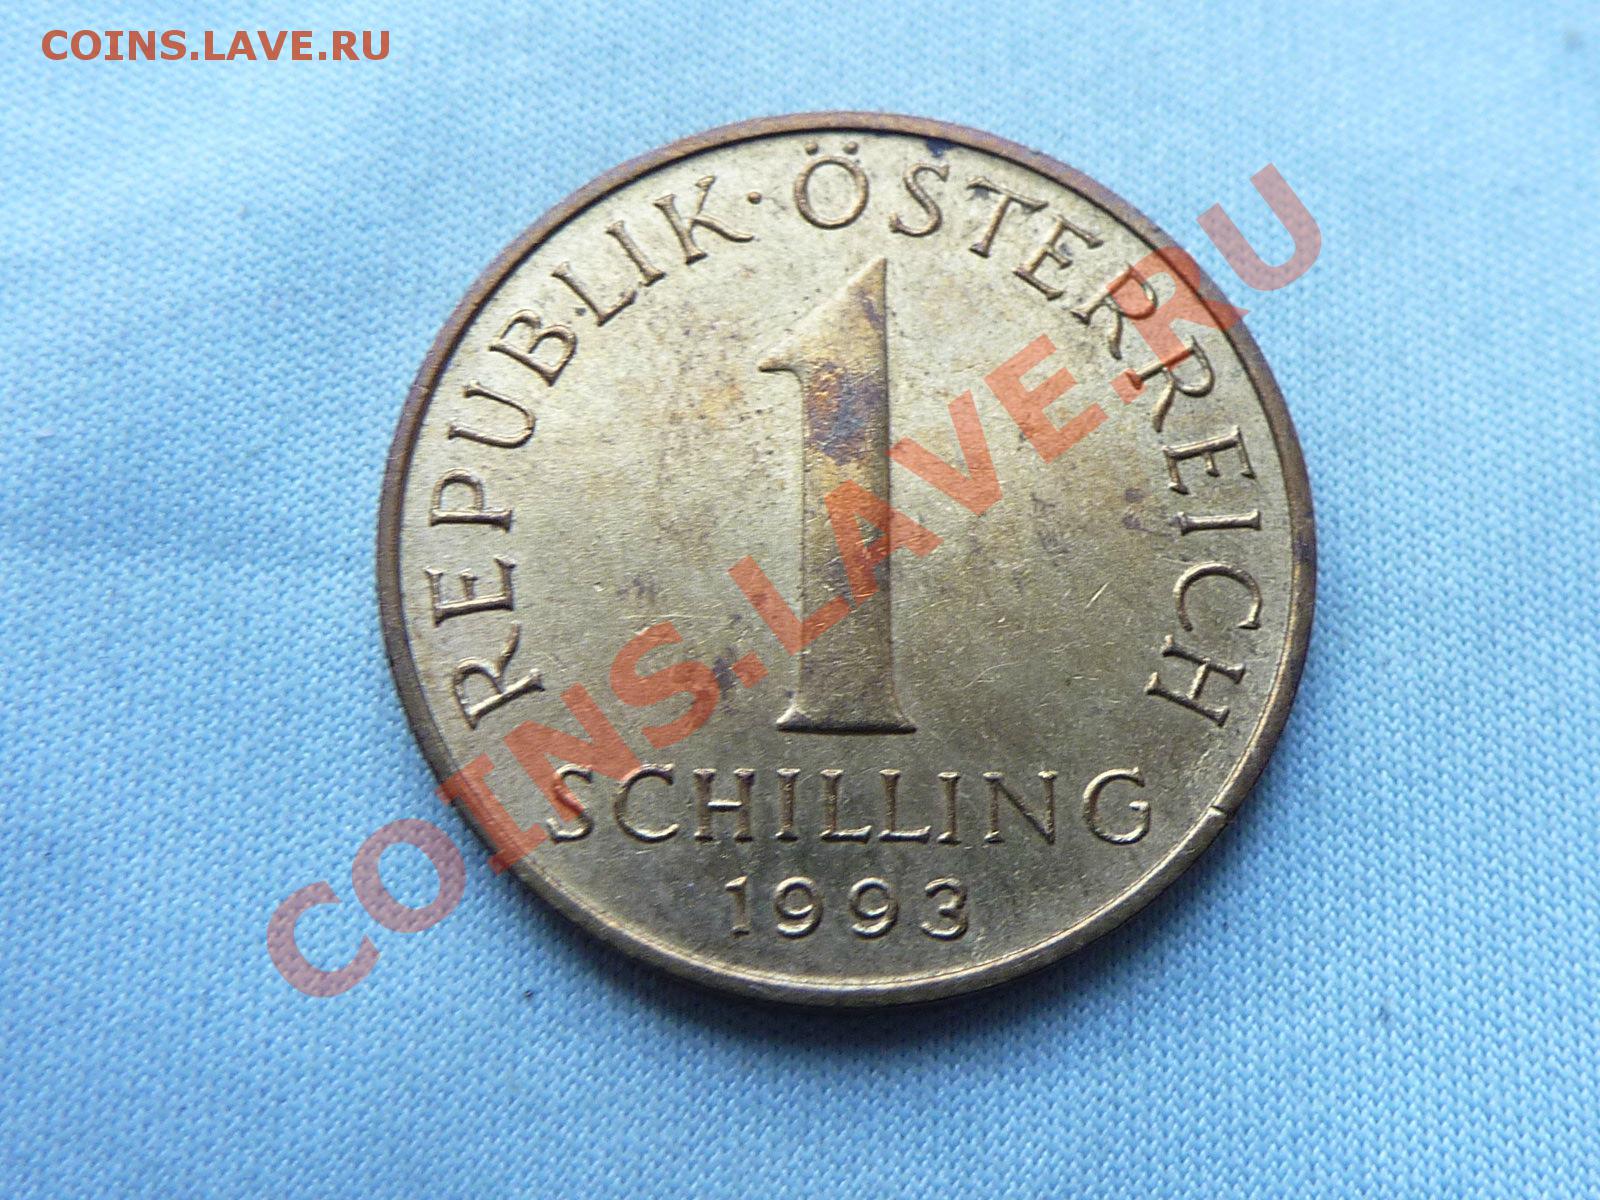 COINS.LAVE.RU
REPUBLIK · ÖSTERREICH
1
SCHILLING
1993
COINS.LAVE.RU